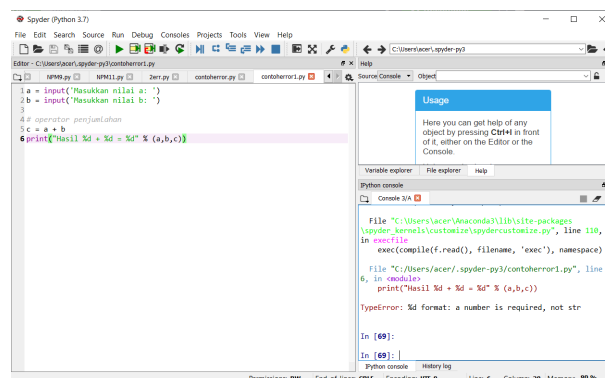 Spyder (Python 3.7)
File Edit Search Source Run Debug Consoles Projects Tools View Help
C:\Users\acer\.spyder-py3
Editor - C:\Users\acer\.spyder-py3\contoherror1.py
NPM9.py NPM11.py 2err.py contoherror.py contoherror1.py
1 a = input('Masukkan nilai a: ')
2 b = input('Masukkan nilai b: ')
3
4 # operator penjumlahan
5 c = a + b
6 print("Hasil %d + %d = %d" % (a,b,c))
Help
Source Console Object
Usage
Here you can get help of any
object by pressing Ctrl+I in front
of it, either on the Editor or the
Console.
Variable explorer File explorer Help
IPython console
Console 3/A
File "C:\Users\acer\Anaconda3\lib\site-packages
\spyder_kernels\customize\spydercustomize.py", line 110,
in execfile
exec(compile(f.read(), filename, 'exec'), namespace)
File "C:/Users/acer/.spyder-py3/contoherror1.py", line
6, in <module>
print("Hasil %d + %d = %d" % (a,b,c))
TypeError: %d format: a number is required, not str
In [69]:
In [69]:
IPython console History log